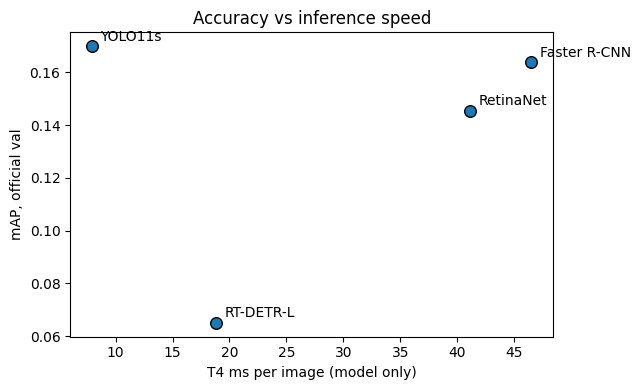 Accuracy vs inference speed
YOLO11s
Faster R-CNN
RetinaNet
RT-DETR-L
mAP, official val
0.16
0.14
0.12
0.10
0.08
0.06
10 15 20 25 30 35 40 45
T4 ms per image (model only)